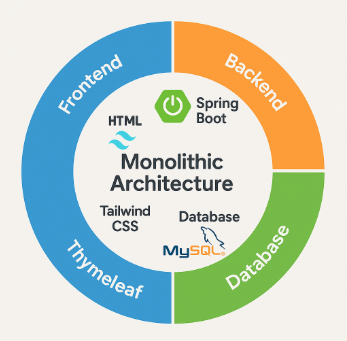 Frontend
Backend
HTML
Spring
Boot
Monolithic
Architecture
Tailwind
CSS
Database
MySQL
Thymeleaf
Database